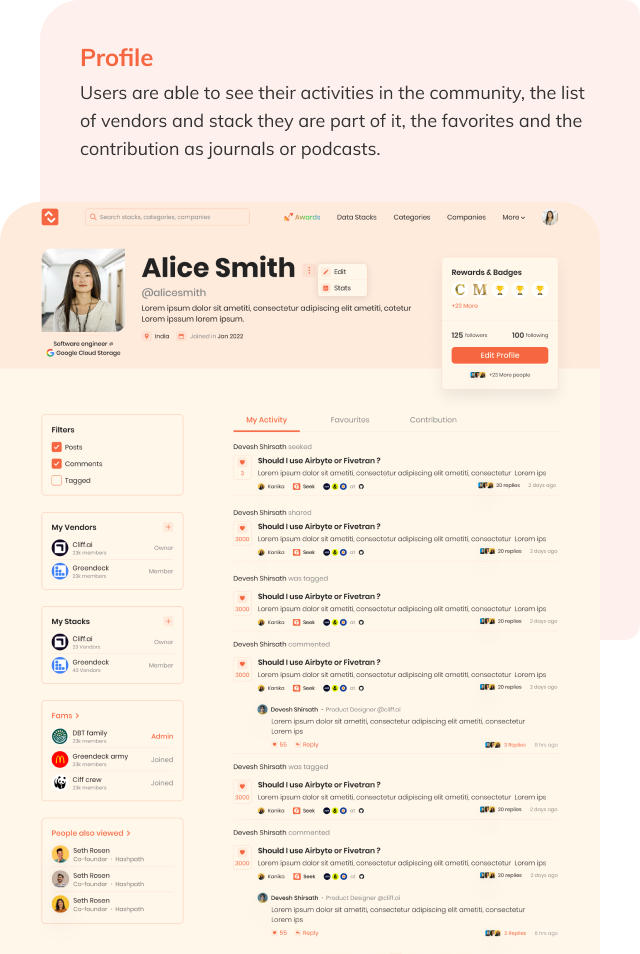 Profile
Users are able to see their activities in the community, the list
of vendors and stack they are part of it, the favorites and the
contribution as journals or podcasts.
Search stacks, categories, companies
Awards
Data Stacks
Categories
Companies
More
Alice Smith
Edit
Stats
@alicesmith
Lorem ipsum dolor sit ametiti, consectetur adipiscing elit ametiti, cotetur
Lorem ipssum lorem ipsum.
India
Joined in Jan 2022
Software engineer @
Google Cloud Storage
Rewards & Badges
C M
+23 More
125 followers
100 following
Edit Profile
+23 More people
Filters
Posts
Comments
Tagged
My Vendors
Cliff.ai
23k members
Owner
Greendeck
23k members
Member
My Stacks
Cliff.ai
23 Vendors
Owner
Greendeck
43 Vendors
Member
Fams >
DBT family
23k members
Admin
Greendeck army
23k members
Joined
Ciff crew
23k members
Joined
People also viewed >
Seth Rosen
Co-founder • Hashpath
Seth Rosen
Co-founder • Hashpath
Seth Rosen
Co-founder • Hashpath
My Activity
Favourites
Contribution
Devesh Shirsath seeked
Should I use Airbyte or Fivetran ?
Lorem ipsum dolor sit ametiti, consectetur adipiscing elit ametiti, consectetur Lorem ips
3
Kanika
Seek
at
20 replies
2 days ago
Devesh Shirsath shared
Should I use Airbyte or Fivetran ?
Lorem ipsum dolor sit ametiti, consectetur adipiscing elit ametiti, consectetur Lorem ips
3000
Kanika
Seek
at
20 replies
2 days ago
Devesh Shirsath was tagged
Should I use Airbyte or Fivetran ?
Lorem ipsum dolor sit ametiti, consectetur adipiscing elit ametiti, consectetur Lorem ips
3000
Kanika
Seek
at
20 replies
2 days ago
Devesh Shirsath commented
Should I use Airbyte or Fivetran ?
Lorem ipsum dolor sit ametiti, consectetur adipiscing elit ametiti, consectetur Lorem ips
3000
Kanika
Seek
at
20 replies
2 days ago
Devesh Shirsath • Product Designer @cliff.ai
Lorem ipsum dolor sit ametiti, consectetur adipiscing elit ametiti, consectetur
Lorem ips
55
Reply
3 Replies
8 hrs ago
Devesh Shirsath was tagged
Should I use Airbyte or Fivetran ?
Lorem ipsum dolor sit ametiti, consectetur adipiscing elit ametiti, consectetur Lorem ips
3000
Kanika
Seek
at
20 replies
2 days ago
Devesh Shirsath commented
Should I use Airbyte or Fivetran ?
Lorem ipsum dolor sit ametiti, consectetur adipiscing elit ametiti, consectetur Lorem ips
3000
Kanika
Seek
at
20 replies
2 days ago
Devesh Shirsath • Product Designer @cliff.ai
Lorem ipsum dolor sit ametiti, consectetur adipiscing elit ametiti, consectetur
Lorem ips
55
Reply
3 Replies
8 hrs ago